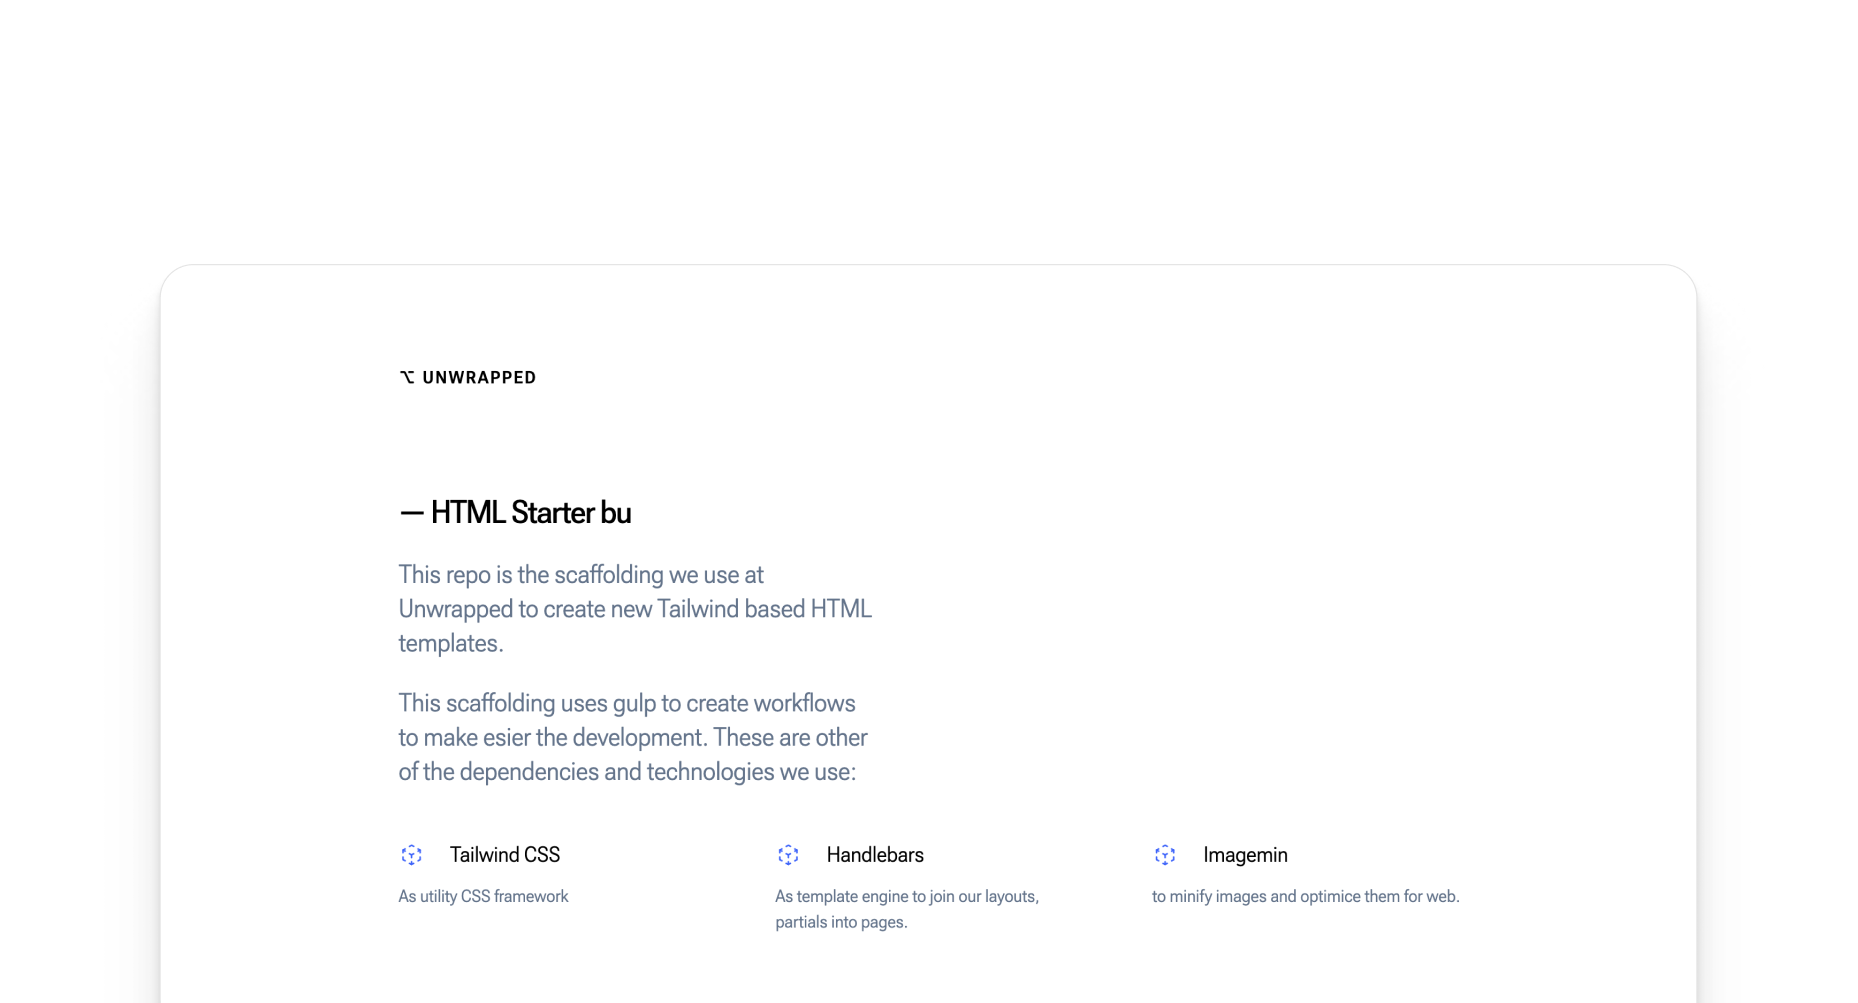 ⌥ UNWRAPPED
— HTML Starter bu
This repo is the scaffolding we use at
Unwrapped to create new Tailwind based HTML
templates.
This scaffolding uses gulp to create workflows
to make esier the development. These are other
of the dependencies and technologies we use:
Tailwind CSS
As utility CSS framework
Handlebars
As template engine to join our layouts,
partials into pages.
Imagemin
to minify images and optimice them for web.